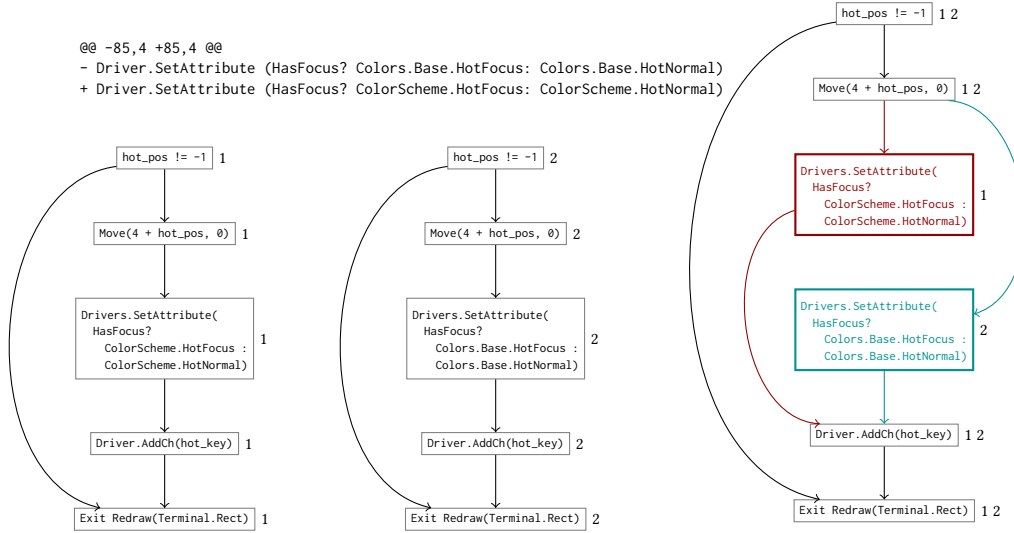 @@ -85,4 +85,4 @@
- Driver.SetAttribute (HasFocus? Colors.Base.HotFocus: Colors.Base.HotNormal)
+ Driver.SetAttribute (HasFocus? ColorScheme.HotFocus: ColorScheme.HotNormal)
hot_pos != -1 1
Move(4 + hot_pos, 0) 1
Drivers.SetAttribute(
HasFocus?
ColorScheme.HotFocus :
ColorScheme.HotNormal)
1
Driver.AddCh(hot_key) 1
Exit Redraw(Terminal.Rect) 1
hot_pos != -1 2
Move(4 + hot_pos, 0) 2
Drivers.SetAttribute(
HasFocus?
Colors.Base.HotFocus :
Colors.Base.HotNormal)
2
Driver.AddCh(hot_key) 2
Exit Redraw(Terminal.Rect) 2
hot_pos != -1 1 2
Move(4 + hot_pos, 0) 1 2
Drivers.SetAttribute(
HasFocus?
ColorScheme.HotFocus :
ColorScheme.HotNormal)
1
Drivers.SetAttribute(
HasFocus?
Colors.Base.HotFocus :
Colors.Base.HotNormal)
2
Driver.AddCh(hot_key) 1 2
Exit Redraw(Terminal.Rect) 1 2